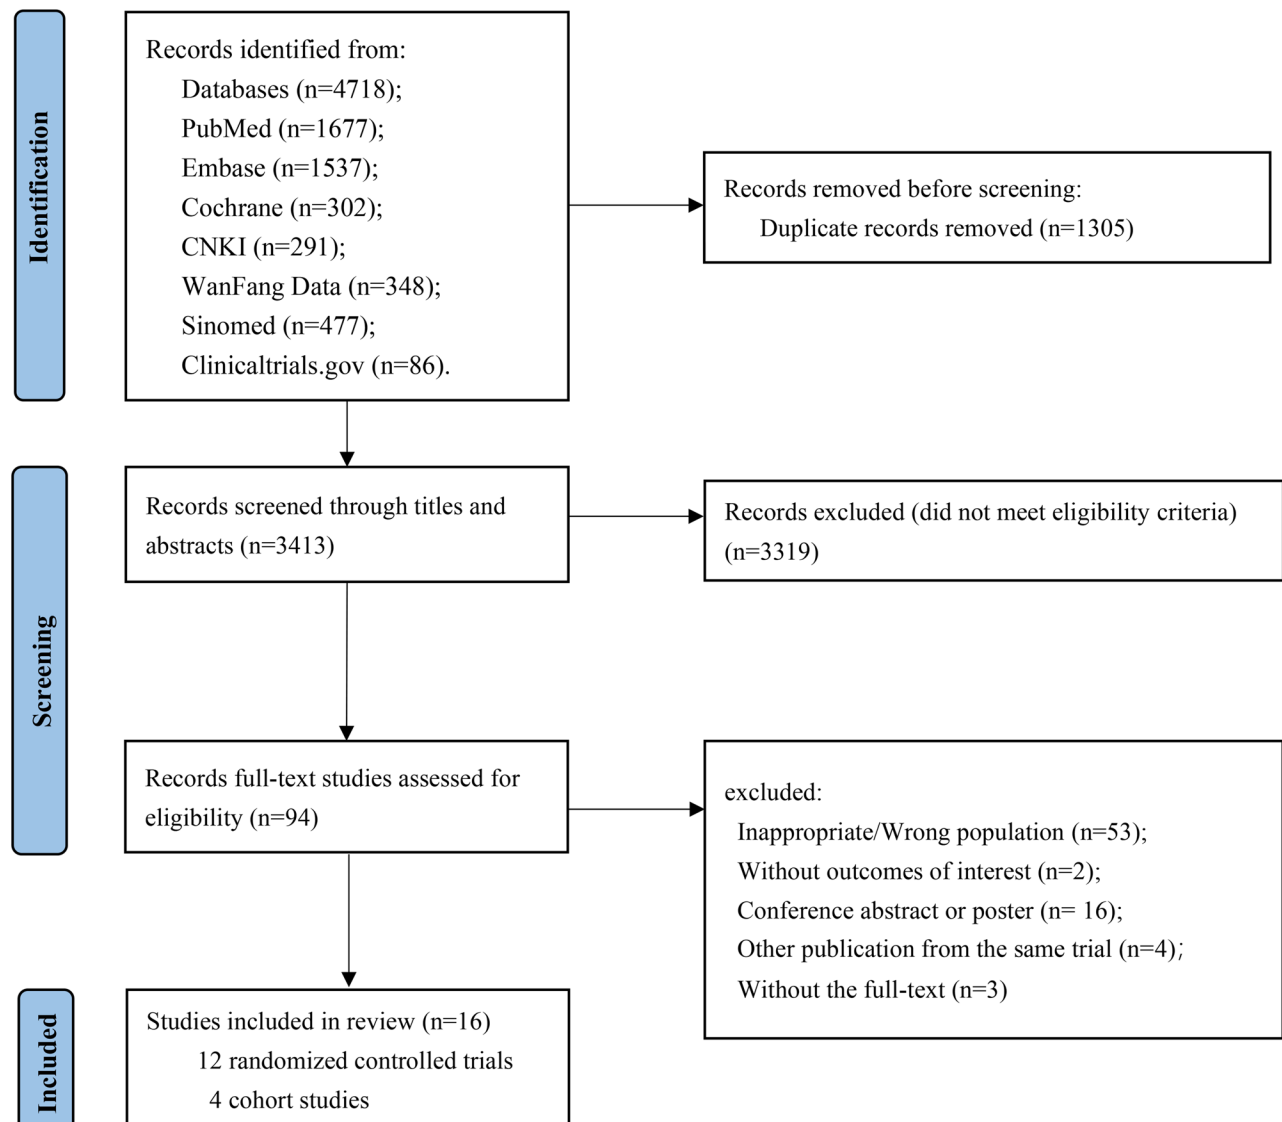 Identification
Records identified from:
Databases (n=4718);
PubMed (n=1677);
Embase (n=1537);
Cochrane (n=302);
CNKI (n=291);
WanFang Data (n=348);
Sinomed (n=477);
Clinicaltrials.gov (n=86).
Records removed before screening:
Duplicate records removed (n=1305)
Screening
Records screened through titles and
abstracts (n=3413)
Records excluded (did not meet eligibility criteria)
(n=3319)
Records full-text studies assessed for
eligibility (n=94)
excluded:
Inappropriate/Wrong population (n=53);
Without outcomes of interest (n=2);
Conference abstract or poster (n= 16);
Other publication from the same trial (n=4);
Without the full-text (n=3)
Included
Studies included in review (n=16)
12 randomized controlled trials
4 cohort studies